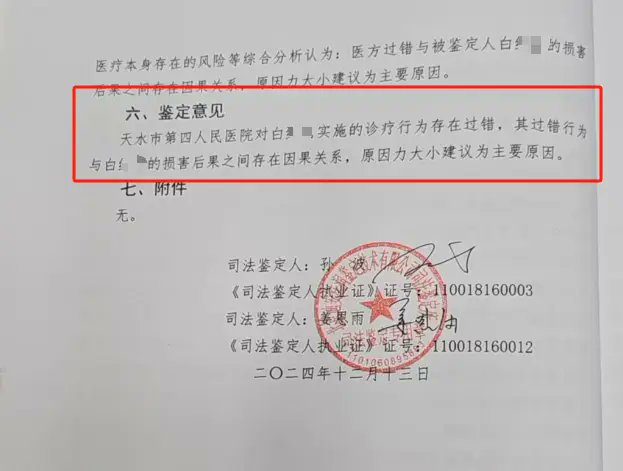 医疗本身存在的风险等综合分析认为：医方过错与被鉴定人白 的损害
后果之间存在因果关系，原因力大小建议为主要原因。
六、鉴定意见
天水市第四人民医院对白 实施的诊疗行为存在过错，其过错行为
与白 的损害后果之间存在因果关系，原因力大小建议为主要原因。
七、附件
无。
司法鉴定人：孙 波
《司法鉴定人执业证》证号：110018160003
司法鉴定人：姜思雨
《司法鉴定人执业证》证号：110018160012
二〇二四年十二月十三日
司法鉴定专用章